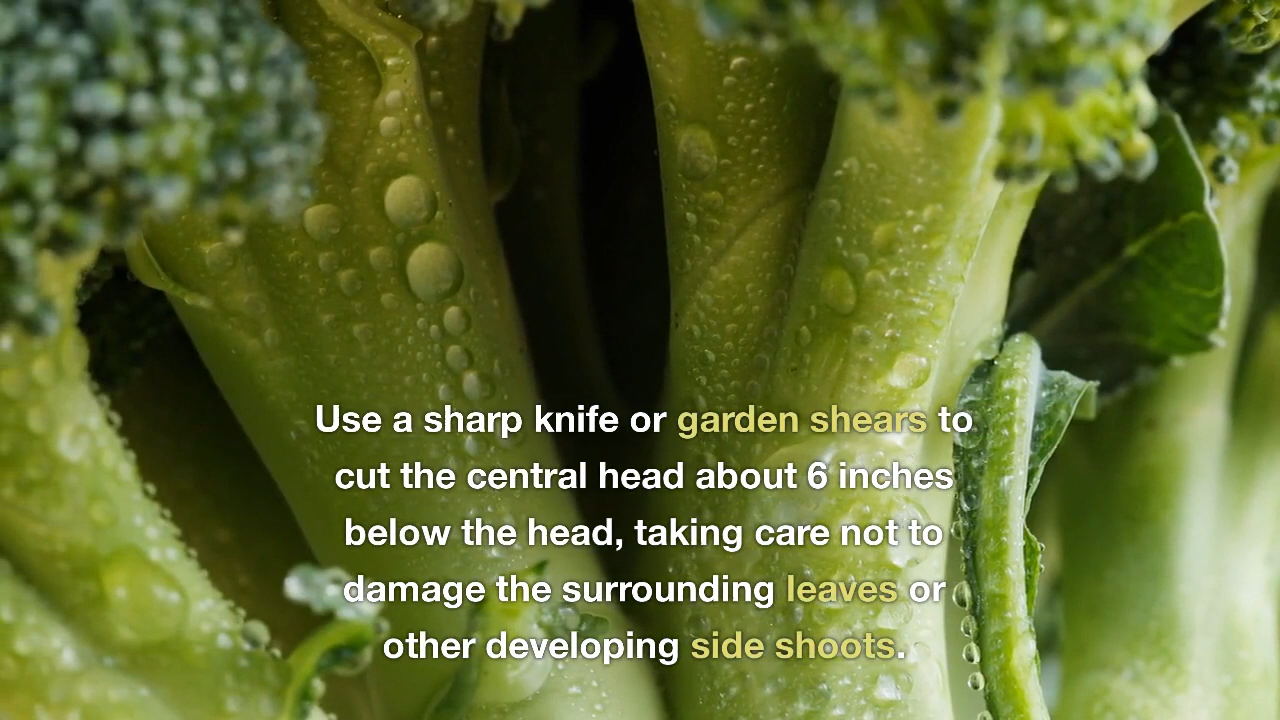 Use a sharp knife or garden shears to
cut the central head about 6 inches
below the head, taking care not to
damage the surrounding leaves or
other developing side shoots.